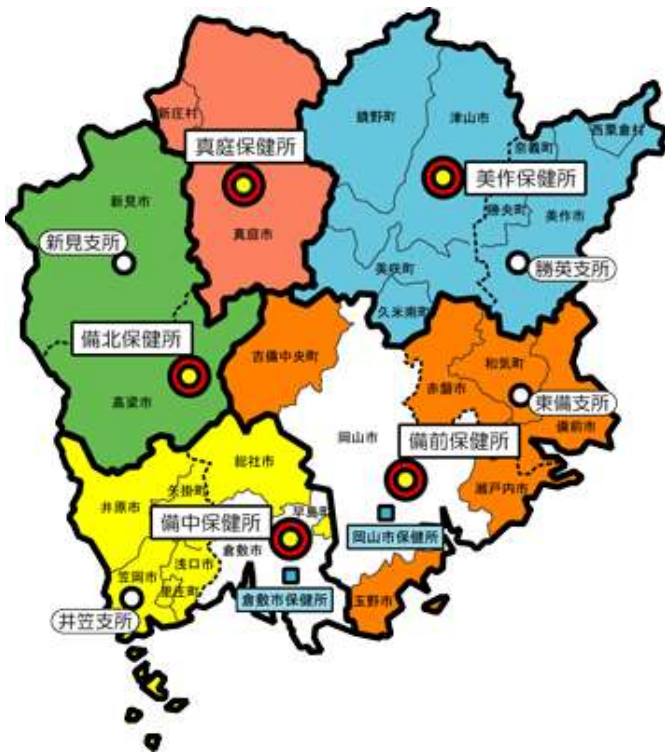 新庄村
鏡野町
津山市
西粟倉村
奈義町
真庭保健所
美作保健所
新見市
勝央町
美作市
真庭市
新見支所
美咲町
勝英支所
久米南町
備北保健所
吉備中央町
和気町
赤磐市
高梁市
東備支所
備前市
岡山市
備前保健所
総社市
矢掛町
井原市
瀬戸内市
早島町
備中保健所
岡山市保健所
倉敷市
浅口市
笠岡市
里庄町
倉敷市保健所
玉野市
井笠支所